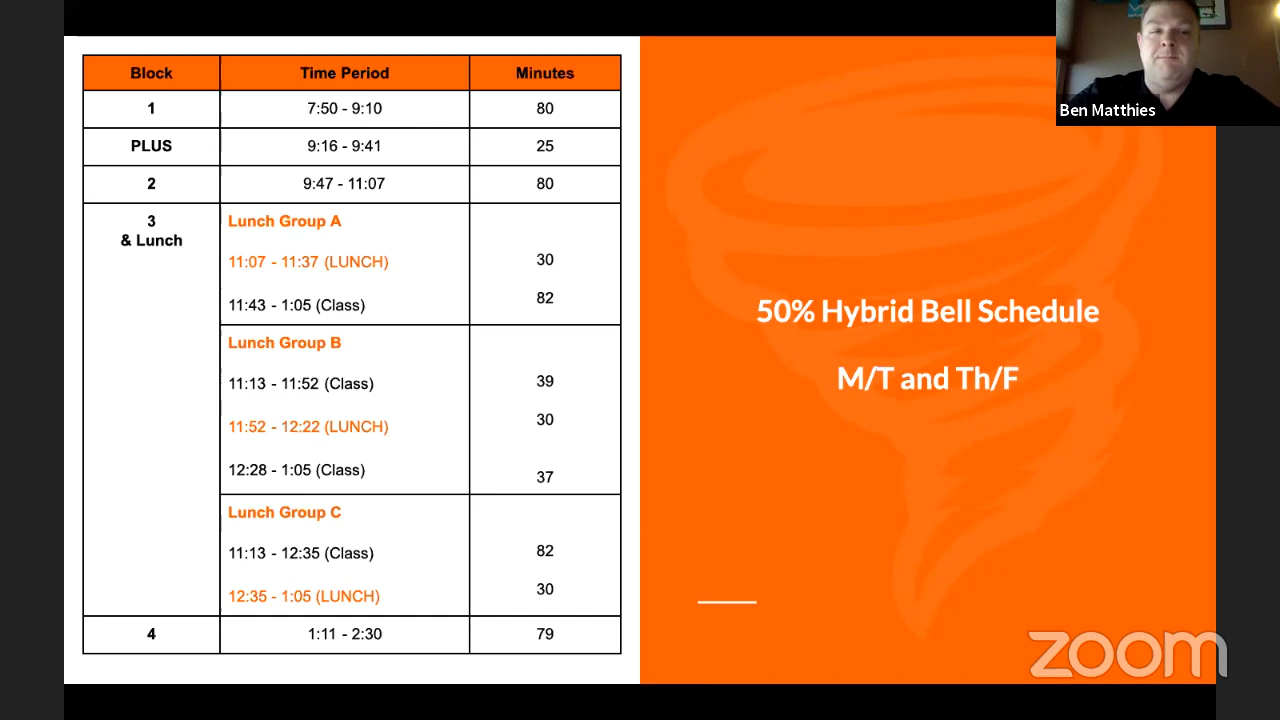 Block Time Period Minutes
1 7:50 - 9:10 80
PLUS 9:16 - 9:41 25
2 9:47 - 11:07 80
3
& Lunch
Lunch Group A
11:07 - 11:37 (LUNCH) 30
11:43 - 1:05 (Class) 82
Lunch Group B
11:13 - 11:52 (Class) 39
11:52 - 12:22 (LUNCH) 30
12:28 - 1:05 (Class) 37
Lunch Group C
11:13 - 12:35 (Class) 82
12:35 - 1:05 (LUNCH) 30
4 1:11 - 2:30 79
50% Hybrid Bell Schedule
M/T and Th/F
Ben Matthies
zoom